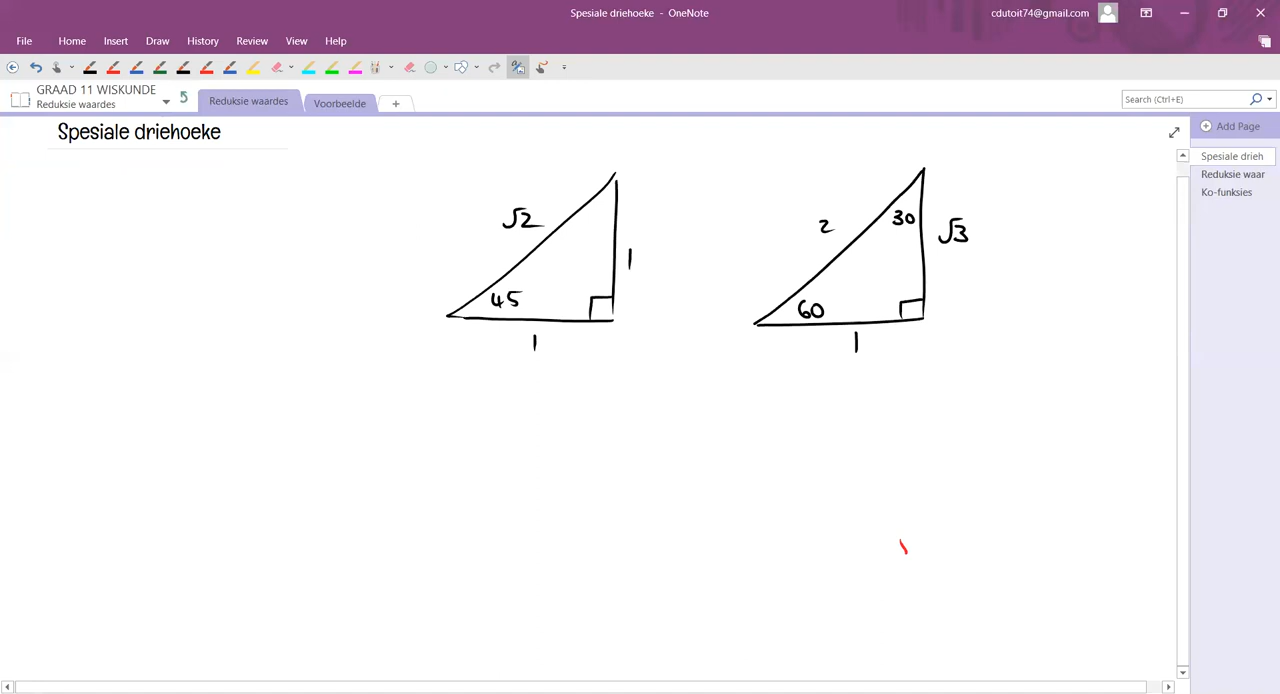 Spesiale driehoeke - OneNote
cdutoit74@gmail.com
File Home Insert Draw History Review View Help
GRAAD 11 WISKUNDE
Reduksie waardes
Reduksie waardes
Voorbeelde
+
Search (Ctrl+E)
Spesiale driehoeke
Add Page
Spesiale drieh
Reduksie waar
Ko-funksies
√2
1
45
1
2
30
√3
60
1